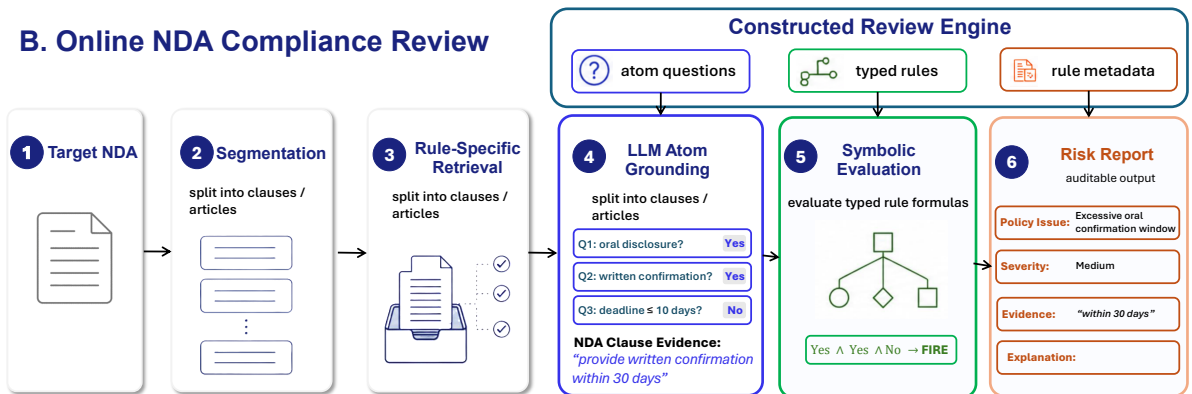 B. Online NDA Compliance Review
Constructed Review Engine
?
atom questions
typed rules
rule metadata
1
Target NDA
2
Segmentation
split into clauses /
articles
⋮
3
Rule-Specific
Retrieval
split into clauses /
articles
4
LLM Atom
Grounding
split into clauses /
articles
Q1: oral disclosure? Yes
Q2: written confirmation? Yes
Q3: deadline ≤ 10 days? No
NDA Clause Evidence:
“provide written confirmation
within 30 days”
5
Symbolic
Evaluation
evaluate typed rule formulas
Yes ∧ Yes ∧ No → FIRE
6
Risk Report
auditable output
Policy Issue: Excessive oral
confirmation window
Severity: Medium
Evidence: “within 30 days”
Explanation: